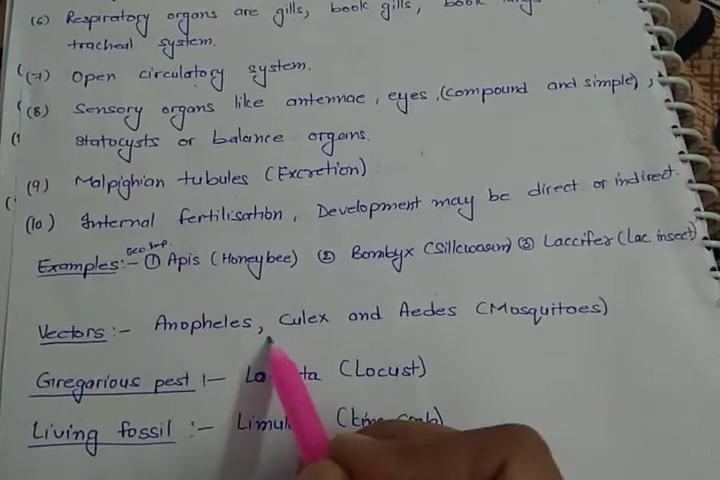 (6) Respiratory organs are gills, book gills, book lungs
tracheal system.
(7) Open circulatory system.
(8) Sensory organs like antennae, eyes, (compound and simple),
statocysts or balance organs.
(9) Malpighian tubules (Excretion)
(10) Internal fertilisation, Development may be direct or indirect.
Examples:- ① Apis (Honeybee) ② Bombyx (Silkworm) ③ Laccifer (Lac insect)
Vectors:- Anopheles, Culex and Aedes (Mosquitoes)
Gregarious pest :- (Locust)
Living fossil :-